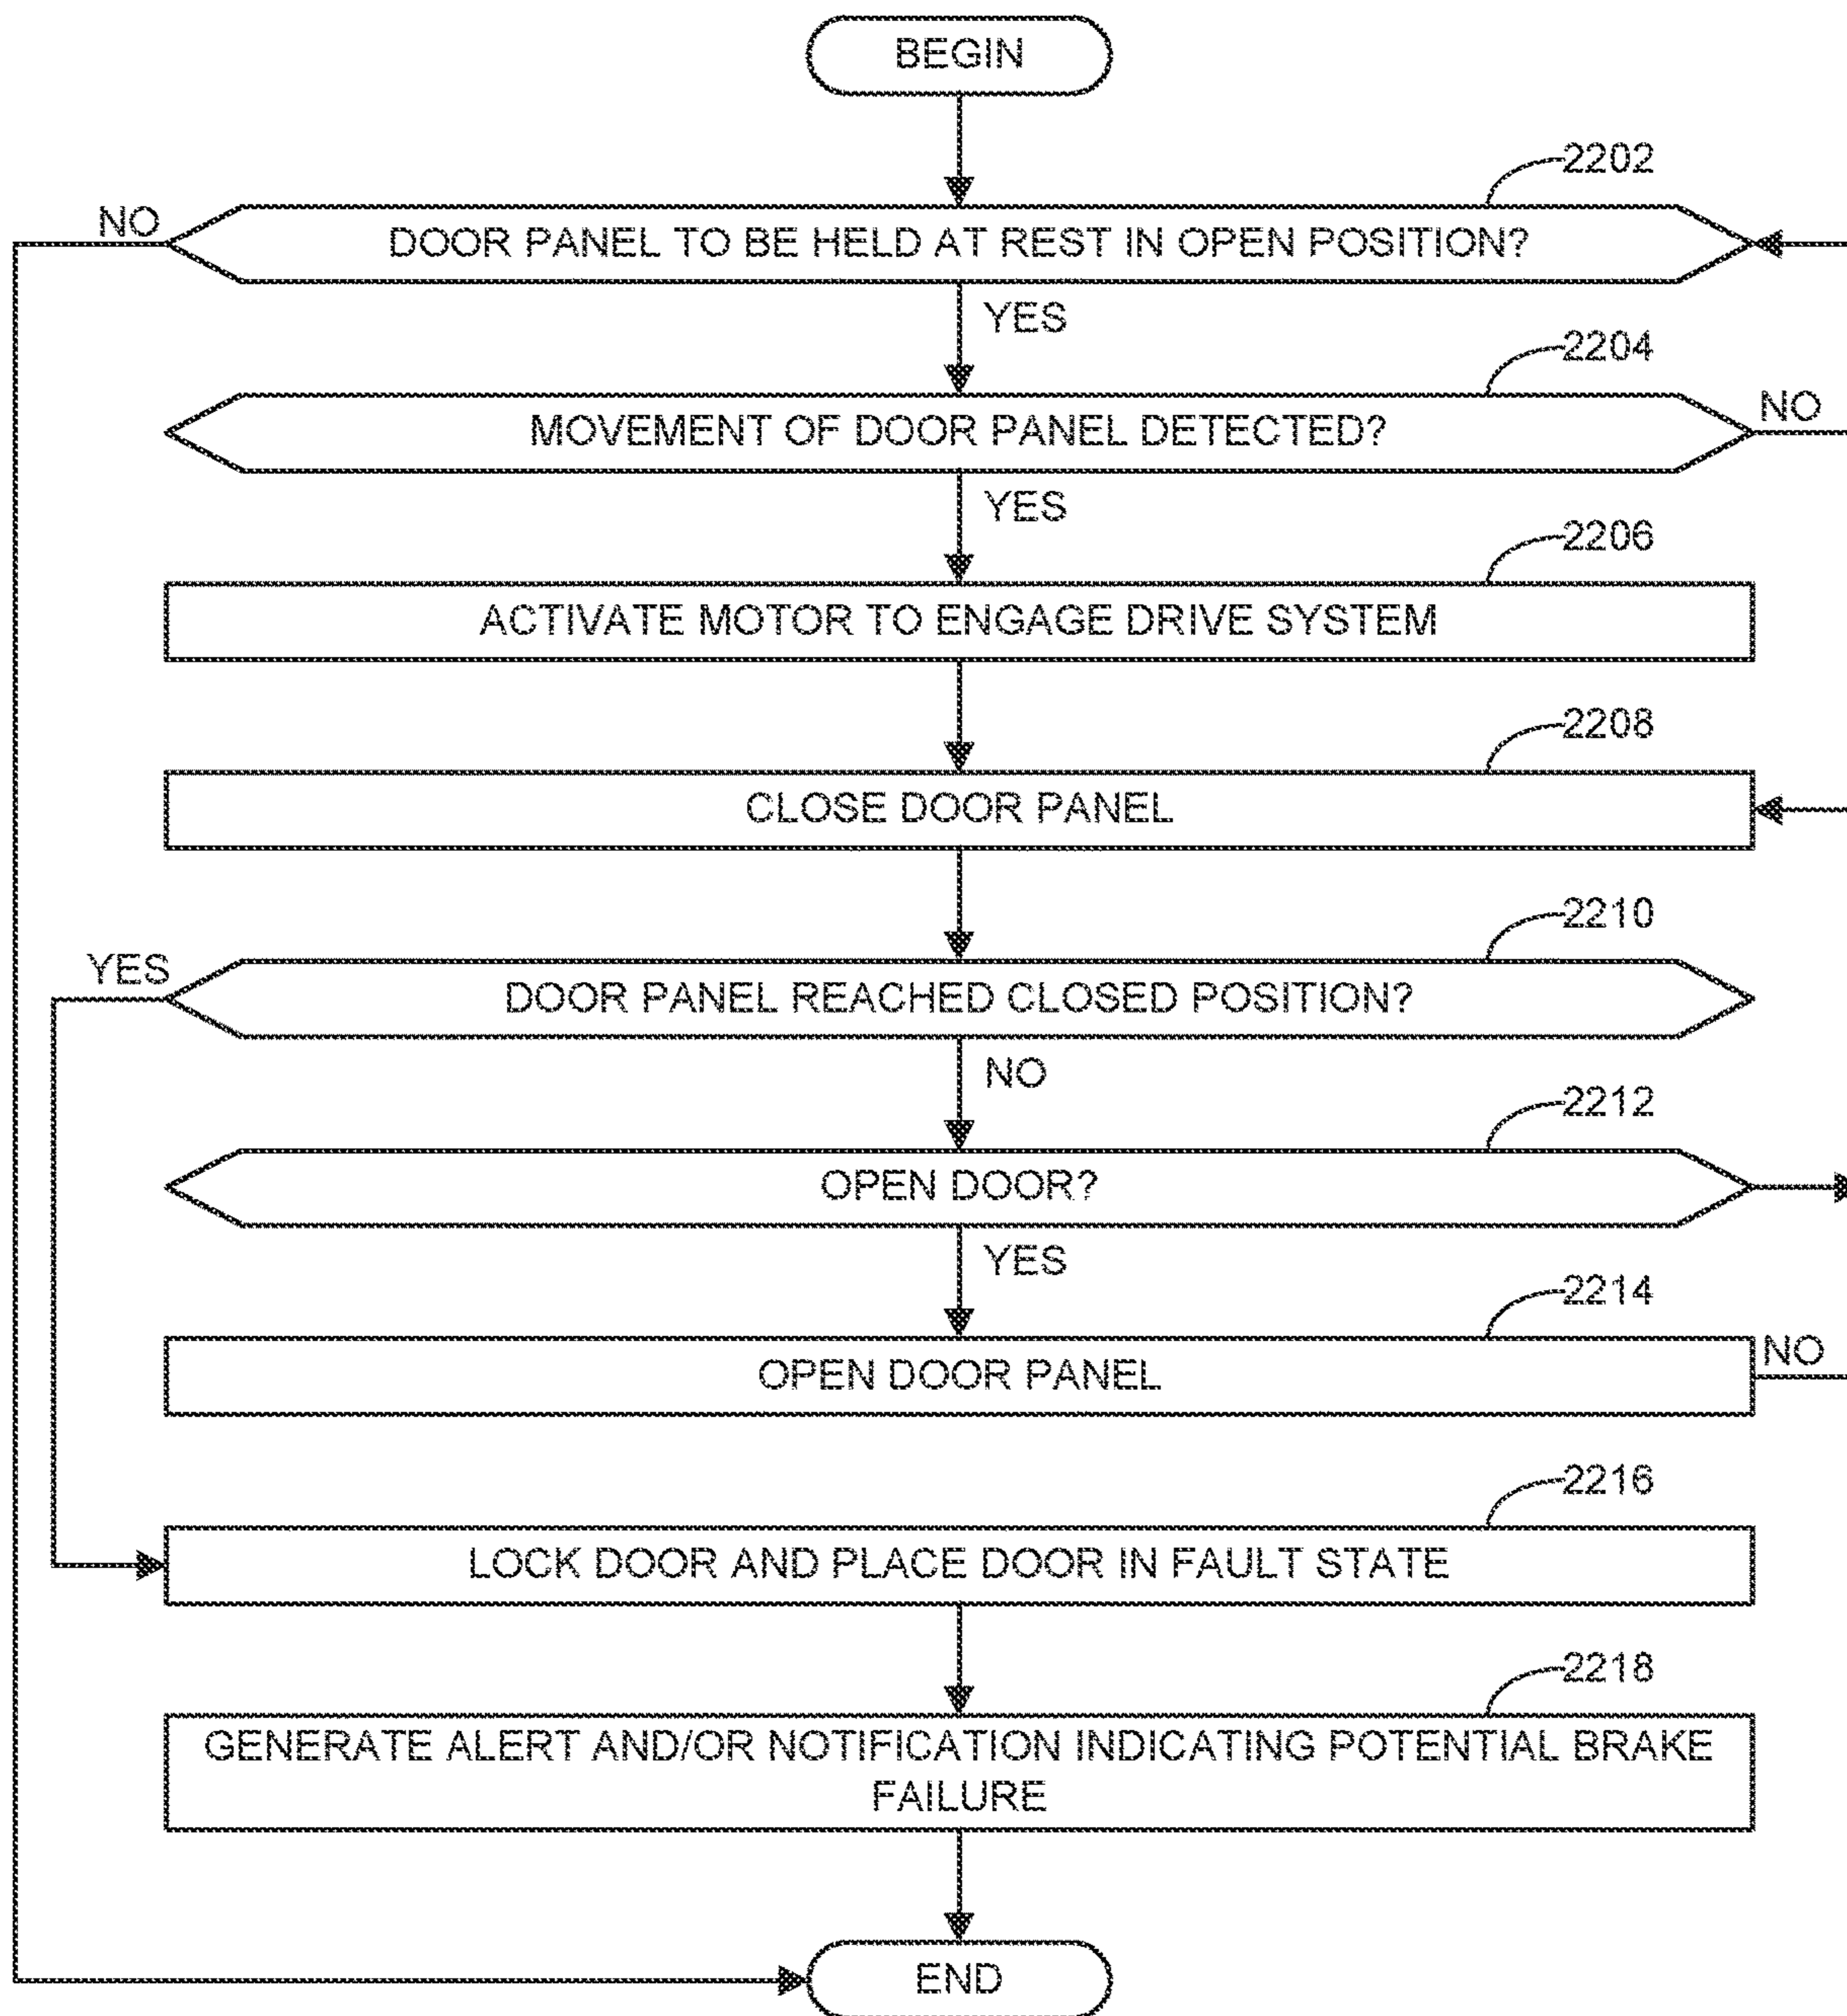 BEGIN
2202
NO
DOOR PANEL TO BE HELD AT REST IN OPEN POSITION?
YES
2204
NO
MOVEMENT OF DOOR PANEL DETECTED?
YES
2206
ACTIVATE MOTOR TO ENGAGE DRIVE SYSTEM
2208
CLOSE DOOR PANEL
2210
YES
DOOR PANEL REACHED CLOSED POSITION?
NO
2212
OPEN DOOR?
YES
2214
NO
OPEN DOOR PANEL
2216
LOCK DOOR AND PLACE DOOR IN FAULT STATE
2218
GENERATE ALERT AND/OR NOTIFICATION INDICATING POTENTIAL BRAKE
FAILURE
END